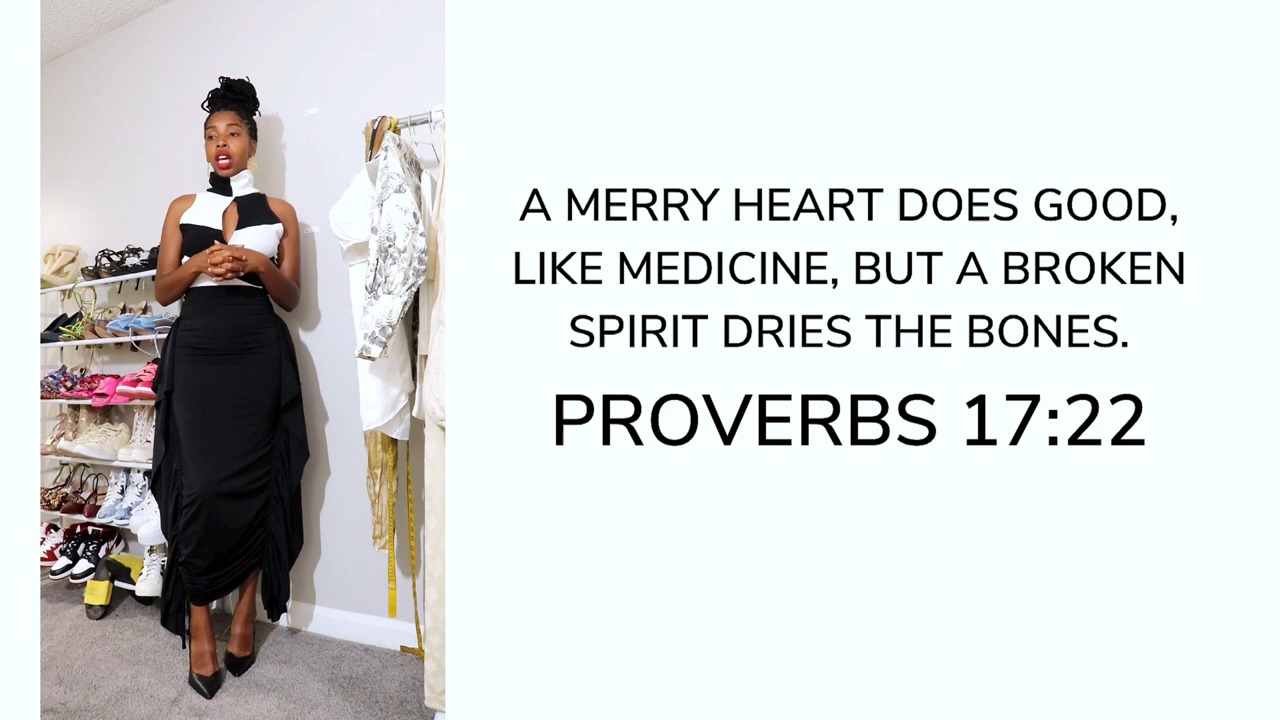 A MERRY HEART DOES GOOD,
LIKE MEDICINE, BUT A BROKEN
SPIRIT DRIES THE BONES.
PROVERBS 17:22